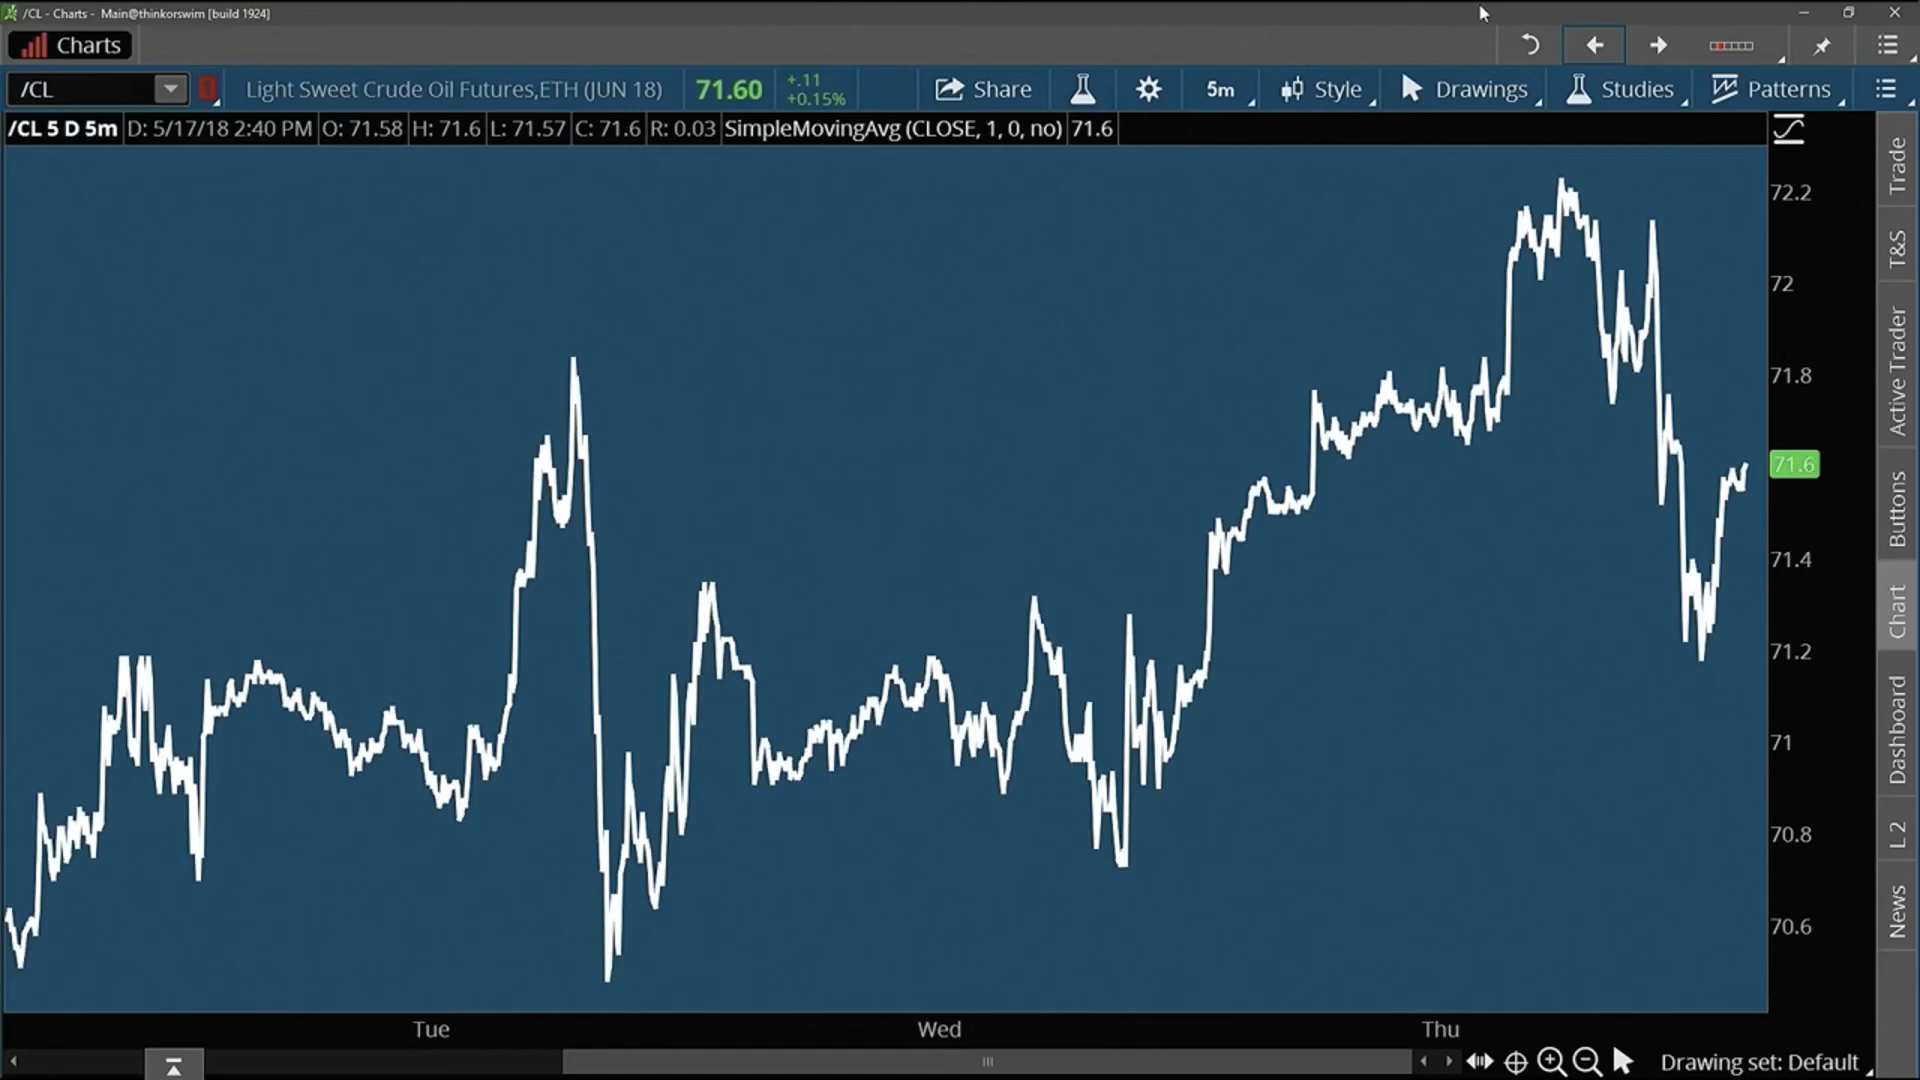 /CL - Charts - Main@thinkorswim [build 1924]
Charts
/CL
Light Sweet Crude Oil Futures,ETH (JUN 18)
71.60
+.11
+0.15%
Share
5m
Style
Drawings
Studies
Patterns
/CL 5 D 5m
D: 5/17/18 2:40 PM
O: 71.58
H: 71.6
L: 71.57
C: 71.6
R: 0.03
SimpleMovingAvg (CLOSE, 1, 0, no)
71.6
72.2
72
71.8
71.6
71.4
71.2
71
70.8
70.6
Trade
T&S
Active Trader
Buttons
Chart
Dashboard
L 2
News
Tue
Wed
Thu
Drawing set: Default